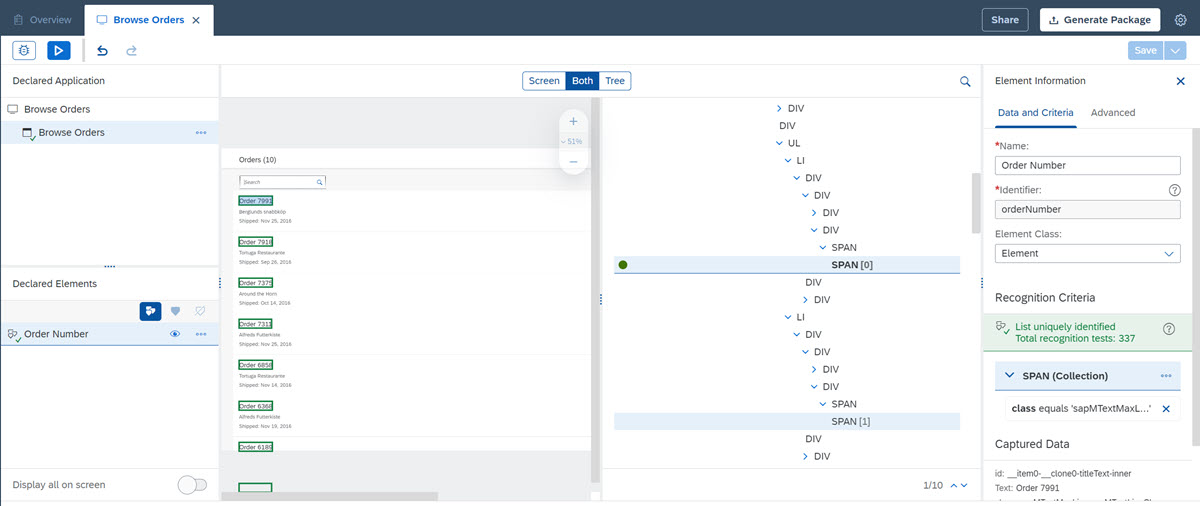 Overview
Browse Orders
Share
Generate Package
Save
Declared Application
Browse Orders
Browse Orders
Declared Elements
Order Number
Display all on screen
Screen
Both
Tree
51%
Orders (10)
Search
Order 7991
Berglunds snabbköp
Shipped: Nov 25, 2016
Order 7918
Tortuga Restaurante
Shipped: Sep 26, 2016
Order 7375
Around the Horn
Shipped: Oct 14, 2016
Order 7311
Alfreds Futterkiste
Shipped: Nov 25, 2016
Order 6858
Tortuga Restaurante
Shipped: Nov 14, 2016
Order 6368
Alfreds Futterkiste
Shipped: Nov 19, 2016
Order 6189
DIV
DIV
UL
LI
DIV
DIV
DIV
DIV
SPAN
SPAN [0]
DIV
DIV
LI
DIV
DIV
DIV
DIV
SPAN
SPAN [1]
DIV
DIV
1/10
Element Information
Data and Criteria
Advanced
*Name:
Order Number
*Identifier:
orderNumber
Element Class:
Element
Recognition Criteria
List uniquely identified
Total recognition tests: 337
SPAN (Collection)
class equals 'sapMTextMaxL...'
Captured Data
id: __item0-__clone0-titleText-inner
Text: Order 7991